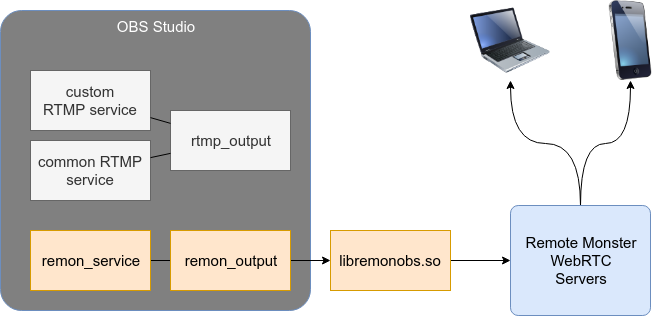 OBS Studio
custom
RTMP service
rtmp_output
common RTMP
service
remon_service
remon_output
libremonobs.so
Remote Monster
WebRTC
Servers